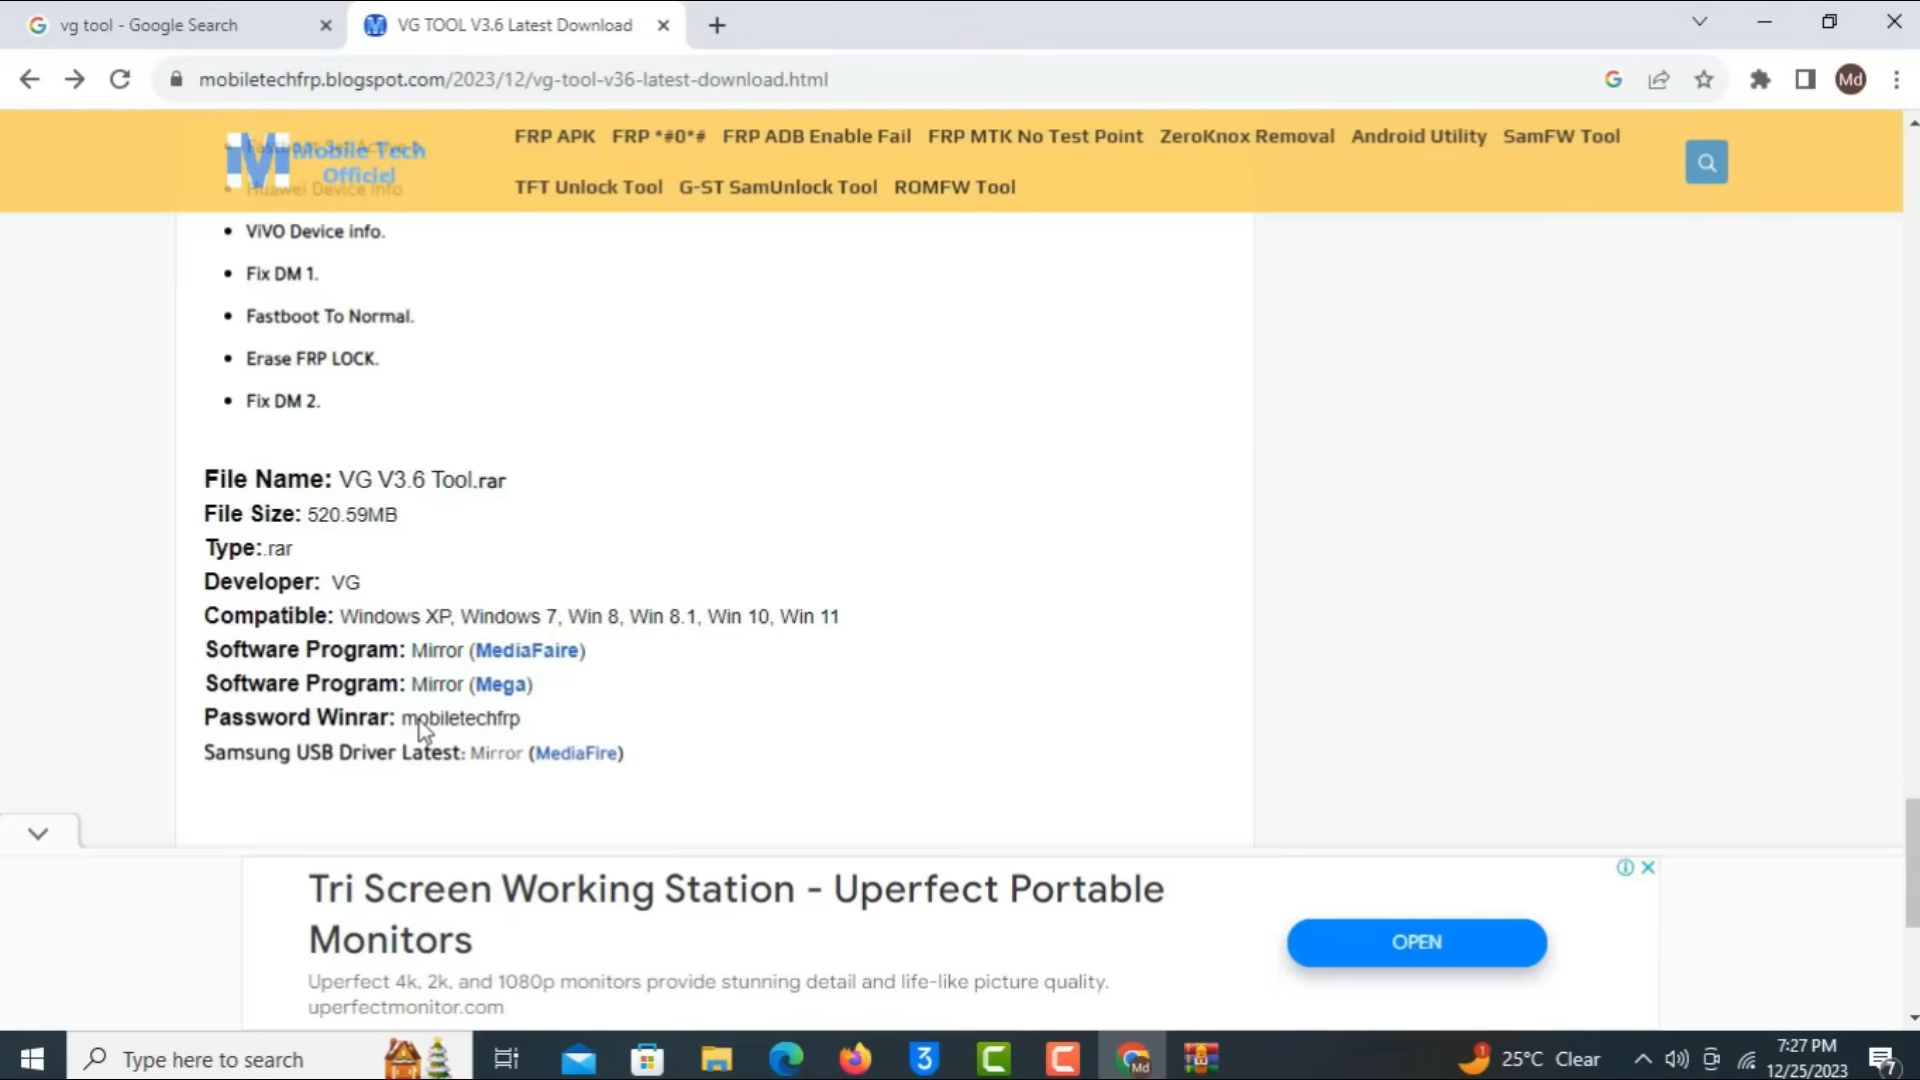 vg tool - Google Search
VG TOOL V3.6 Latest Download
mobiletechfrp.blogspot.com/2023/12/vg-tool-v36-latest-download.html
Md
FRP APK FRP *#0*# FRP ADB Enable Fail FRP MTK No Test Point ZeroKnox Removal Android Utility SamFW Tool
Mobile Tech
Officiel
TFT Unlock Tool G-ST SamUnlock Tool ROMFW Tool
Huawei Device info
• ViVO Device info.
• Fix DM 1.
• Fastboot To Normal.
• Erase FRP LOCK.
• Fix DM 2.
File Name: VG V3.6 Tool.rar
File Size: 520.59MB
Type:.rar
Developer: VG
Compatible: Windows XP, Windows 7, Win 8, Win 8.1, Win 10, Win 11
Software Program: Mirror (MediaFaire)
Software Program: Mirror (Mega)
Password Winrar: mobiletechfrp
Samsung USB Driver Latest: Mirror (MediaFire)
Tri Screen Working Station - Uperfect Portable
Monitors
Uperfect 4k, 2k, and 1080p monitors provide stunning detail and life-like picture quality.
uperfectmonitor.com
OPEN
Type here to search
25°C Clear
7:27 PM
12/25/2023
7